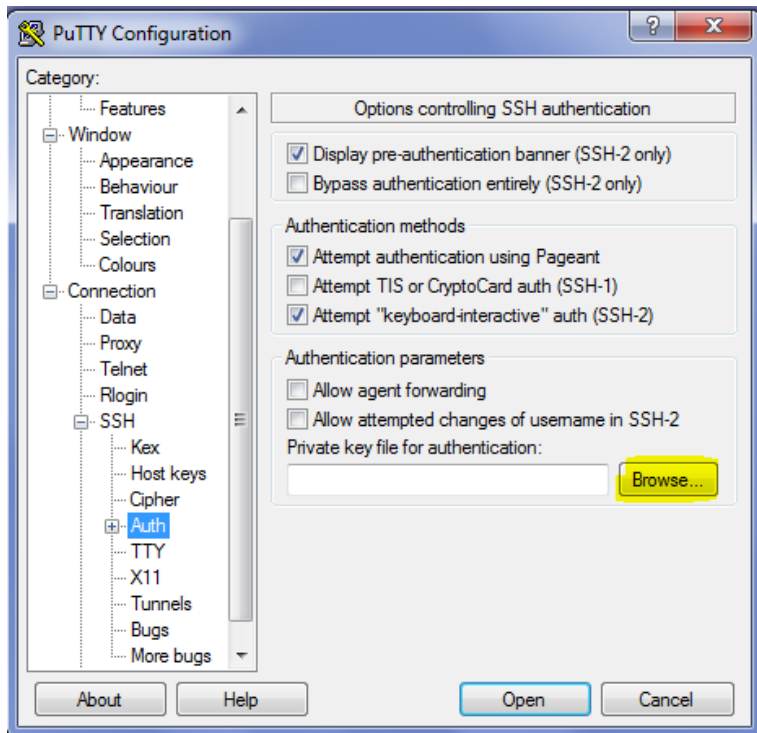 PuTTY Configuration
Category:
Features
Window
Appearance
Behaviour
Translation
Selection
Colours
Connection
Data
Proxy
Telnet
Rlogin
SSH
Kex
Host keys
Cipher
Auth
TTY
X11
Tunnels
Bugs
More bugs
Options controlling SSH authentication
Display pre-authentication banner (SSH-2 only)
Bypass authentication entirely (SSH-2 only)
Authentication methods
Attempt authentication using Pageant
Attempt TIS or CryptoCard auth (SSH-1)
Attempt "keyboard-interactive" auth (SSH-2)
Authentication parameters
Allow agent forwarding
Allow attempted changes of username in SSH-2
Private key file for authentication:
Browse...
About
Help
Open
Cancel